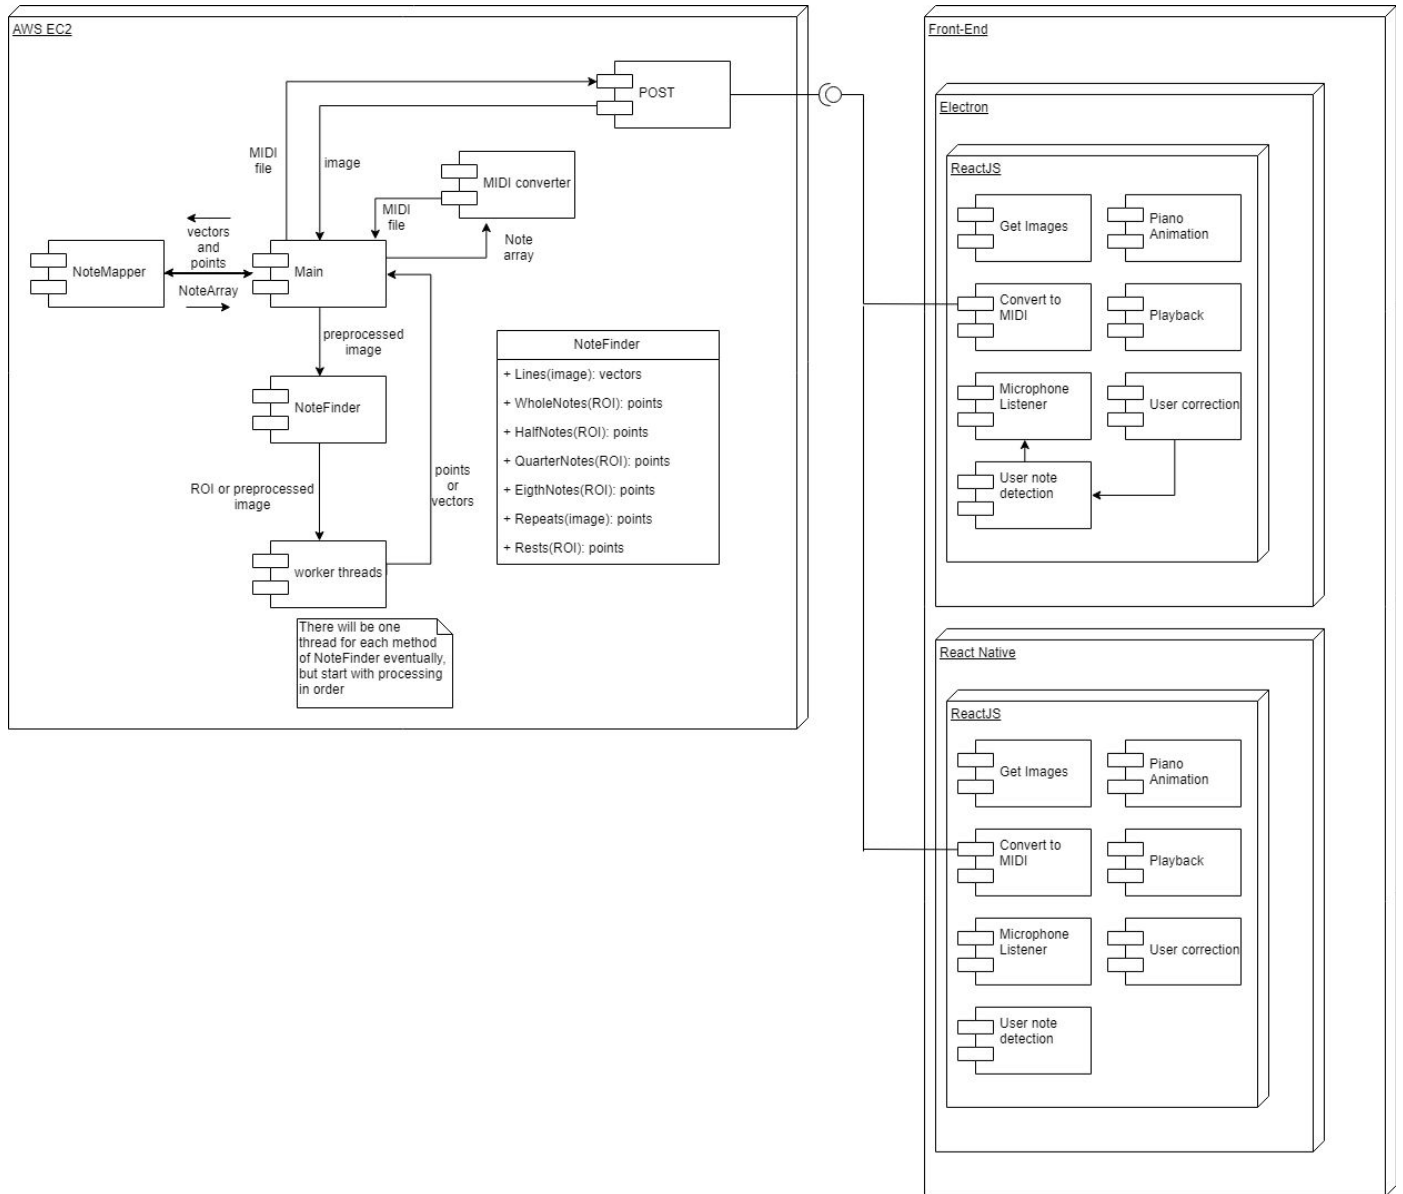 AWS EC2
POST
MIDI
file
image
MIDI converter
MIDI
file
Note
array
vectors
and
points
NoteMapper
NoteArray
Main
preprocessed
image
NoteFinder
ROI or preprocessed
image
points
or
vectors
worker threads
There will be one
thread for each method
of NoteFinder eventually,
but start with processing
in order
NoteFinder
+ Lines(image): vectors
+ WholeNotes(ROI): points
+ HalfNotes(ROI): points
+ QuarterNotes(ROI): points
+ EigthNotes(ROI): points
+ Repeats(image): points
+ Rests(ROI): points
Front-End
Electron
ReactJS
Get Images
Piano
Animation
Convert to
MIDI
Playback
Microphone
Listener
User correction
User note
detection
React Native
ReactJS
Get Images
Piano
Animation
Convert to
MIDI
Playback
Microphone
Listener
User correction
User note
detection